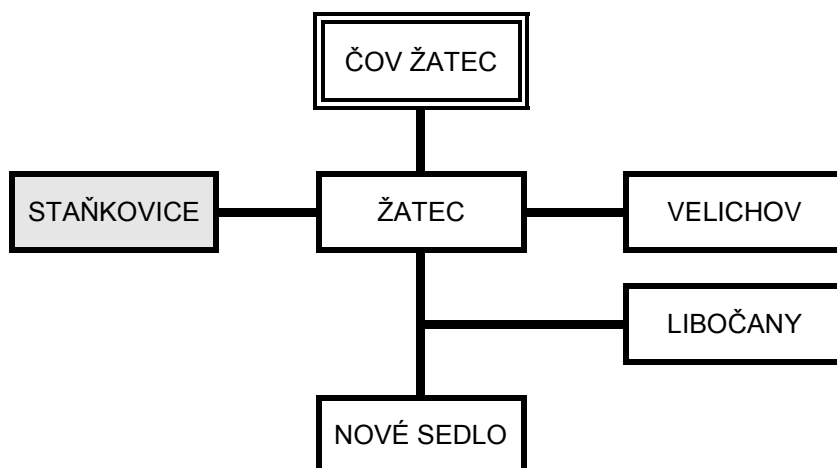 ČOV ŽATEC
STAŇKOVICE
ŽATEC
VELICHOV
LIBOČANY
NOVÉ SEDLO